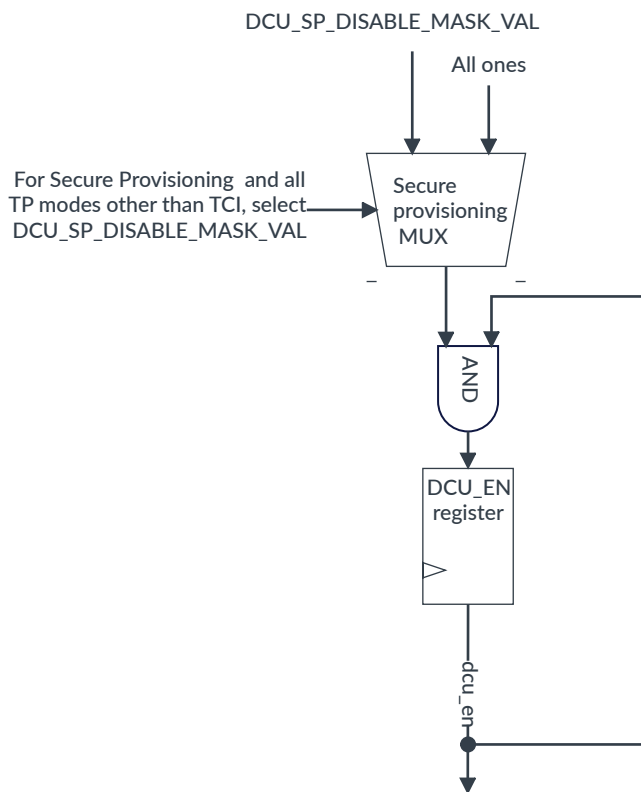 DCU_SP_DISABLE_MASK_VAL
All ones
For Secure Provisioning and all
TP modes other than TCI, select
DCU_SP_DISABLE_MASK_VAL
Secure
provisioning
MUX
AND
DCU_EN
register
dcu_en